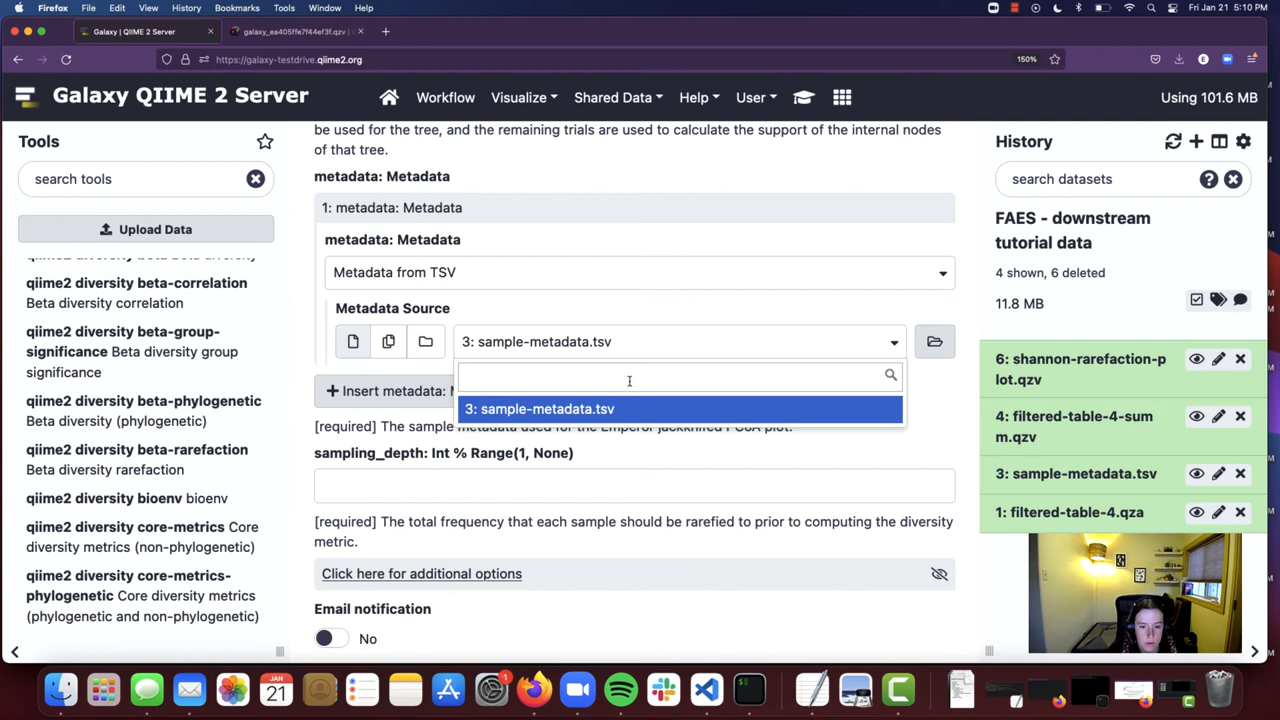 Firefox File Edit View History Bookmarks Tools Window Help
Fri Jan 21 5:10 PM
Galaxy | QIIME 2 Server
galaxy_ea405ffe7f44ef3f.qzv |
https://galaxy-testdrive.qiime2.org
150%
Galaxy QIIME 2 Server
Workflow Visualize Shared Data Help User
Using 101.6 MB
Tools
search tools
Upload Data
qiime2 diversity beta-correlation
Beta diversity correlation
qiime2 diversity beta-group-
significance Beta diversity group
significance
qiime2 diversity beta-phylogenetic
Beta diversity (phylogenetic)
qiime2 diversity beta-rarefaction
Beta diversity rarefaction
qiime2 diversity bioenv bioenv
qiime2 diversity core-metrics Core
diversity metrics (non-phylogenetic)
qiime2 diversity core-metrics-
phylogenetic Core diversity metrics
(phylogenetic and non-phylogenetic)
be used for the tree, and the remaining trials are used to calculate the support of the internal nodes
of that tree.
metadata: Metadata
1: metadata: Metadata
metadata: Metadata
Metadata from TSV
Metadata Source
3: sample-metadata.tsv
3: sample-metadata.tsv
Insert metadata:
[required] The sample metadata used for the Emperor jackknifed PCoA plot.
sampling_depth: Int % Range(1, None)
[required] The total frequency that each sample should be rarefied to prior to computing the diversity
metric.
Click here for additional options
Email notification
No
History
search datasets
FAES - downstream
tutorial data
4 shown, 6 deleted
11.8 MB
6: shannon-rarefaction-p
lot.qzv
4: filtered-table-4-sum
m.qzv
3: sample-metadata.tsv
1: filtered-table-4.qza
JAN
21
1